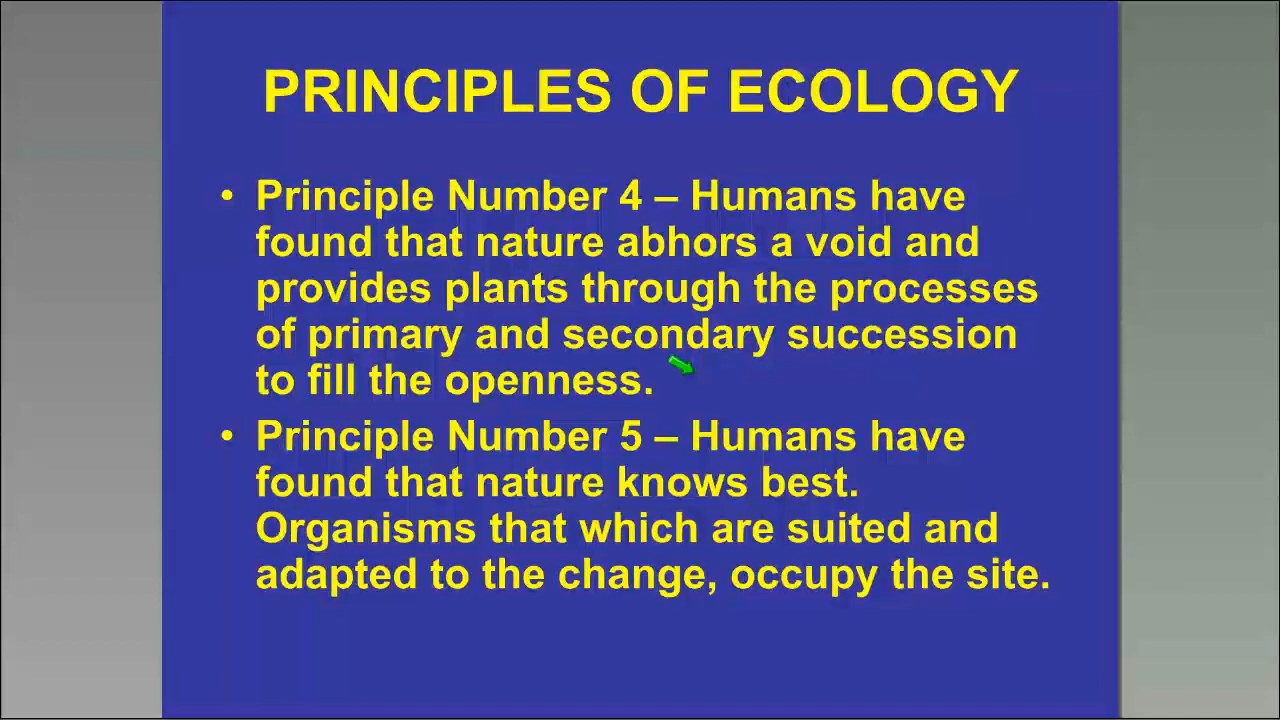 PRINCIPLES OF ECOLOGY
• Principle Number 4 – Humans have
found that nature abhors a void and
provides plants through the processes
of primary and secondary succession
to fill the openness.
• Principle Number 5 – Humans have
found that nature knows best.
Organisms that which are suited and
adapted to the change, occupy the site.